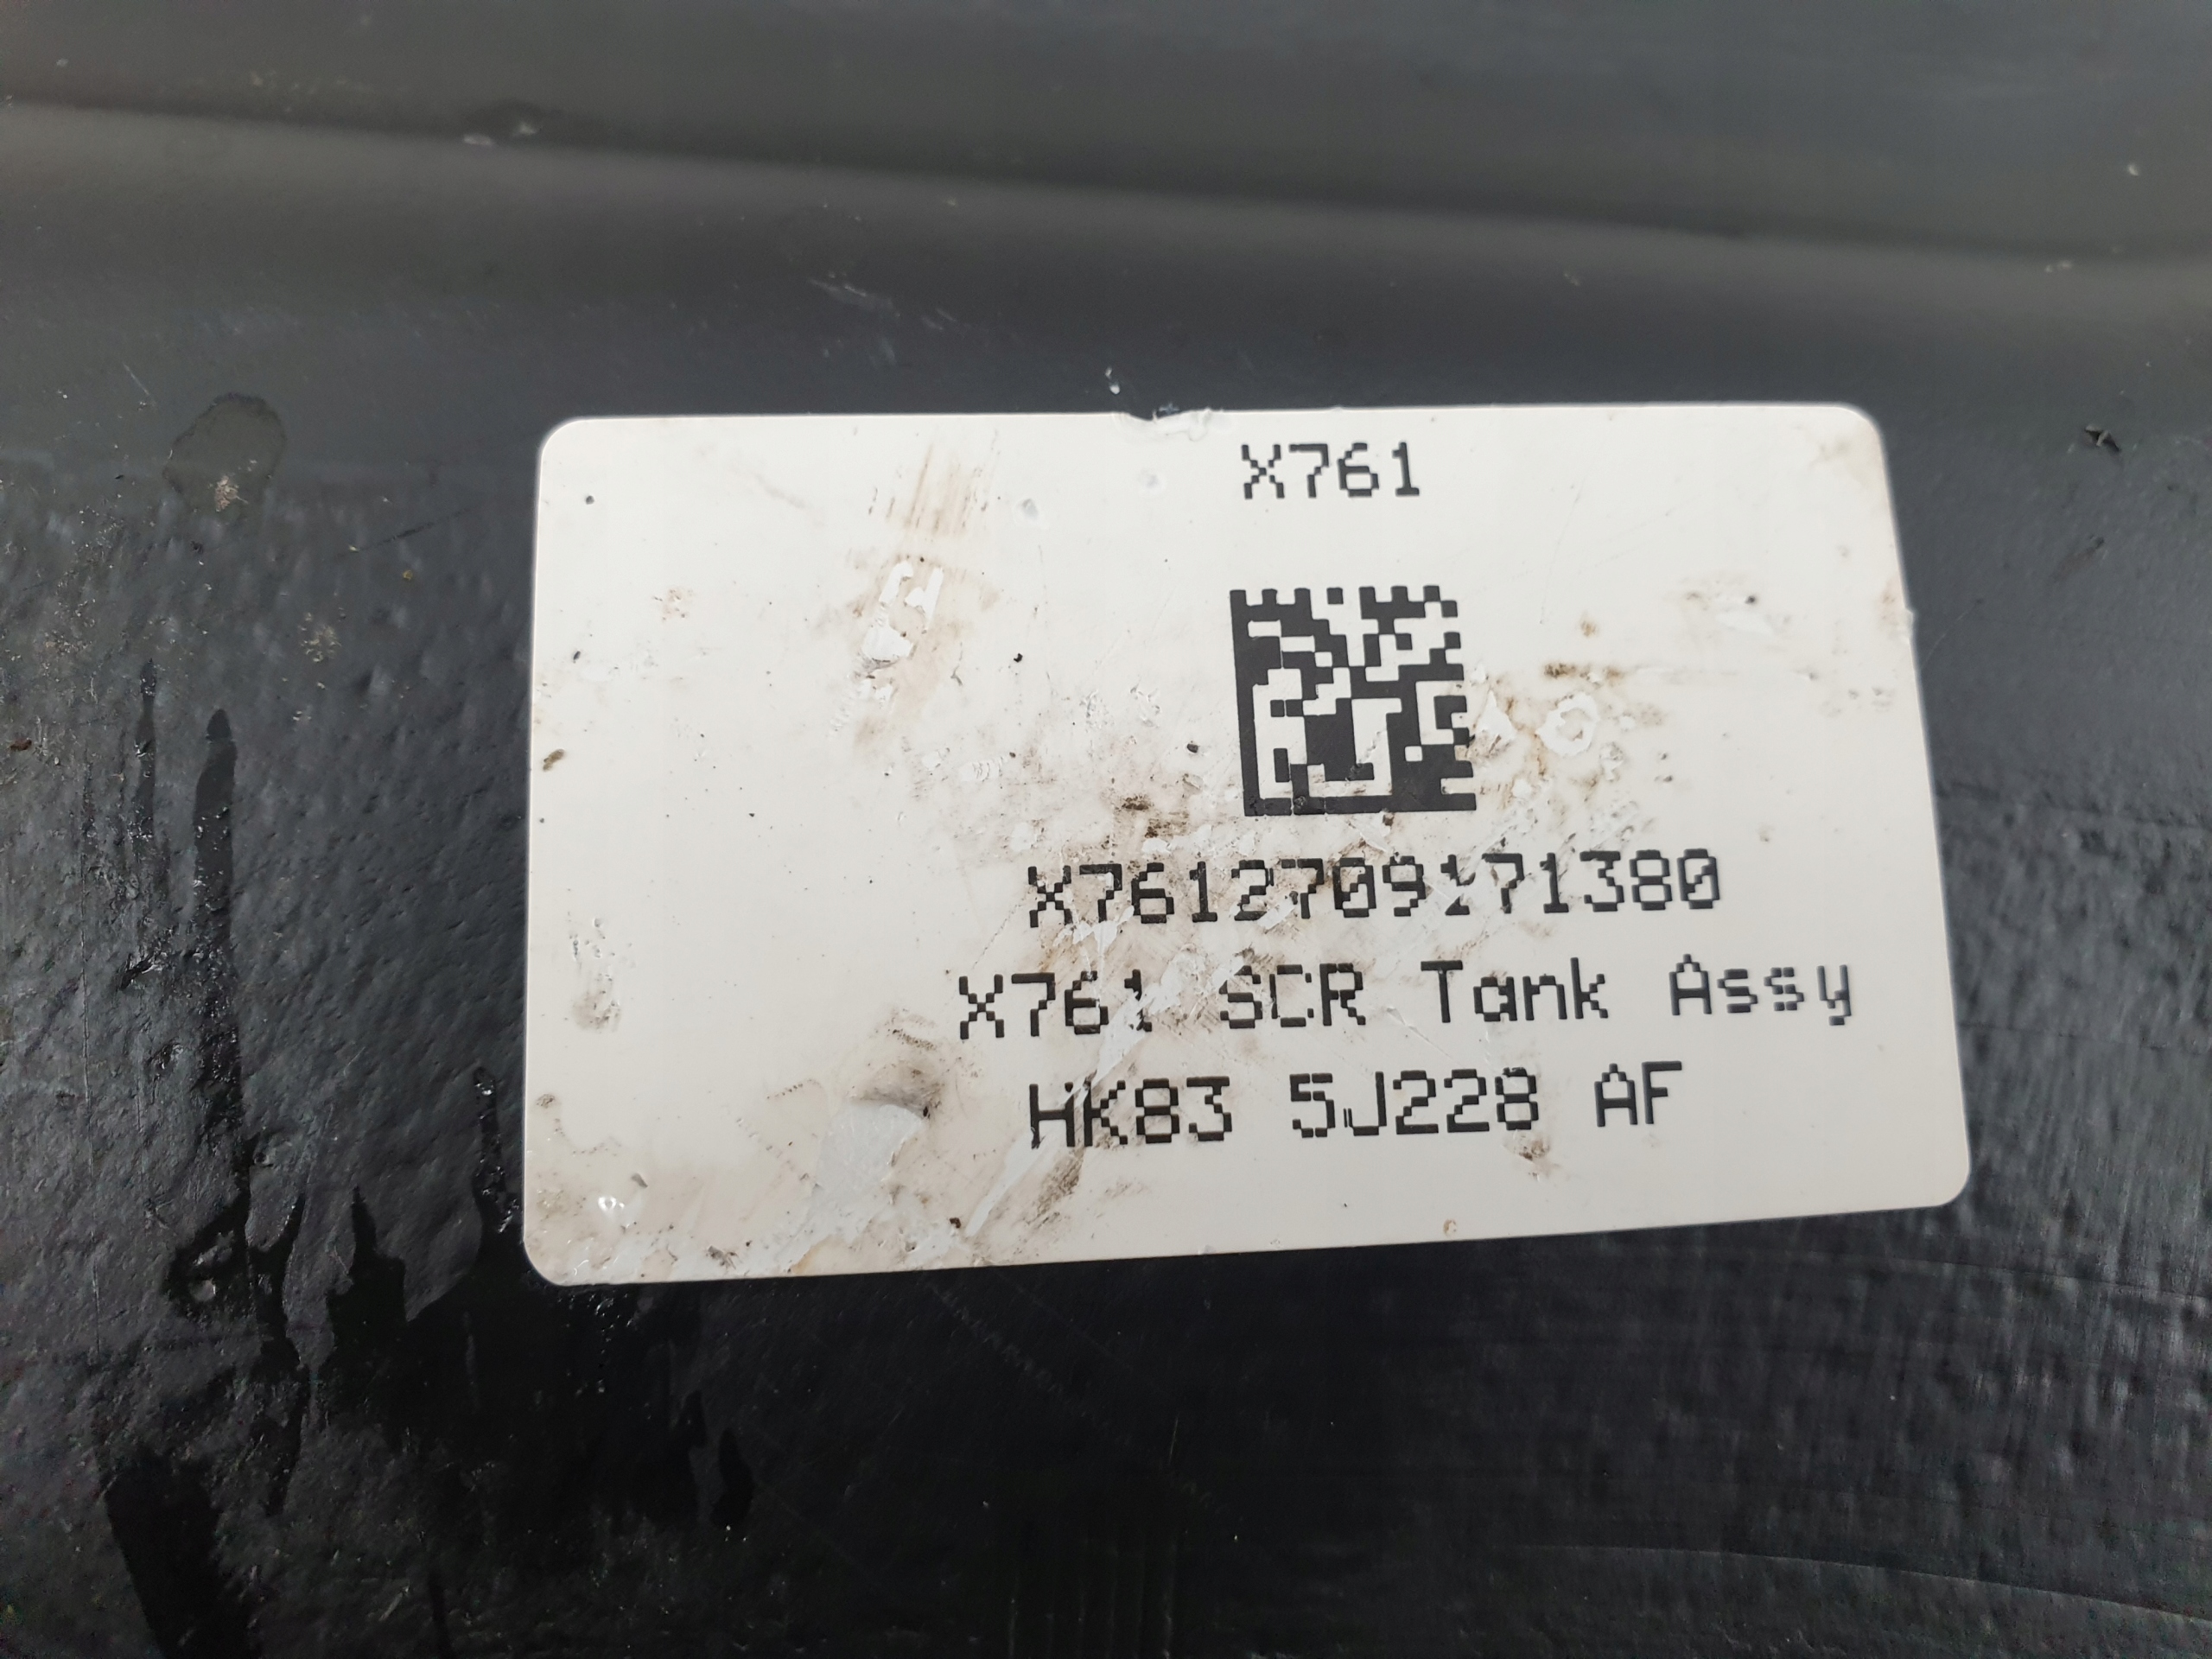 X761
X7612709171380
X761 SCR Tank Assy
HK83 5J228 AF